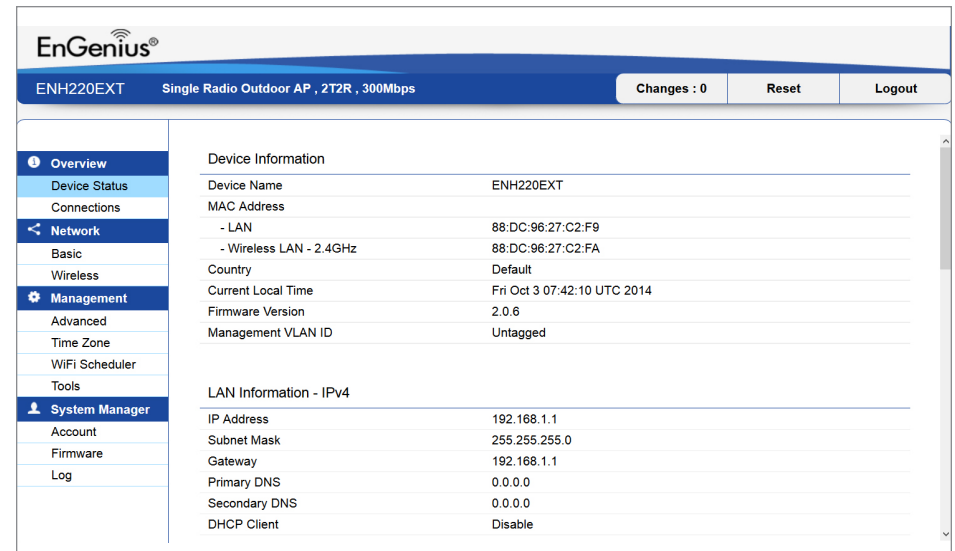 EnGenius®
ENH220EXT Single Radio Outdoor AP , 2T2R , 300Mbps Changes : 0 Reset Logout
Overview
Device Status
Connections
Network
Basic
Wireless
Management
Advanced
Time Zone
WiFi Scheduler
Tools
System Manager
Account
Firmware
Log
Device Information
Device Name ENH220EXT
MAC Address
- LAN 88:DC:96:27:C2:F9
- Wireless LAN - 2.4GHz 88:DC:96:27:C2:FA
Country Default
Current Local Time Fri Oct 3 07:42:10 UTC 2014
Firmware Version 2.0.6
Management VLAN ID Untagged
LAN Information - IPv4
IP Address 192.168.1.1
Subnet Mask 255.255.255.0
Gateway 192.168.1.1
Primary DNS 0.0.0.0
Secondary DNS 0.0.0.0
DHCP Client Disable